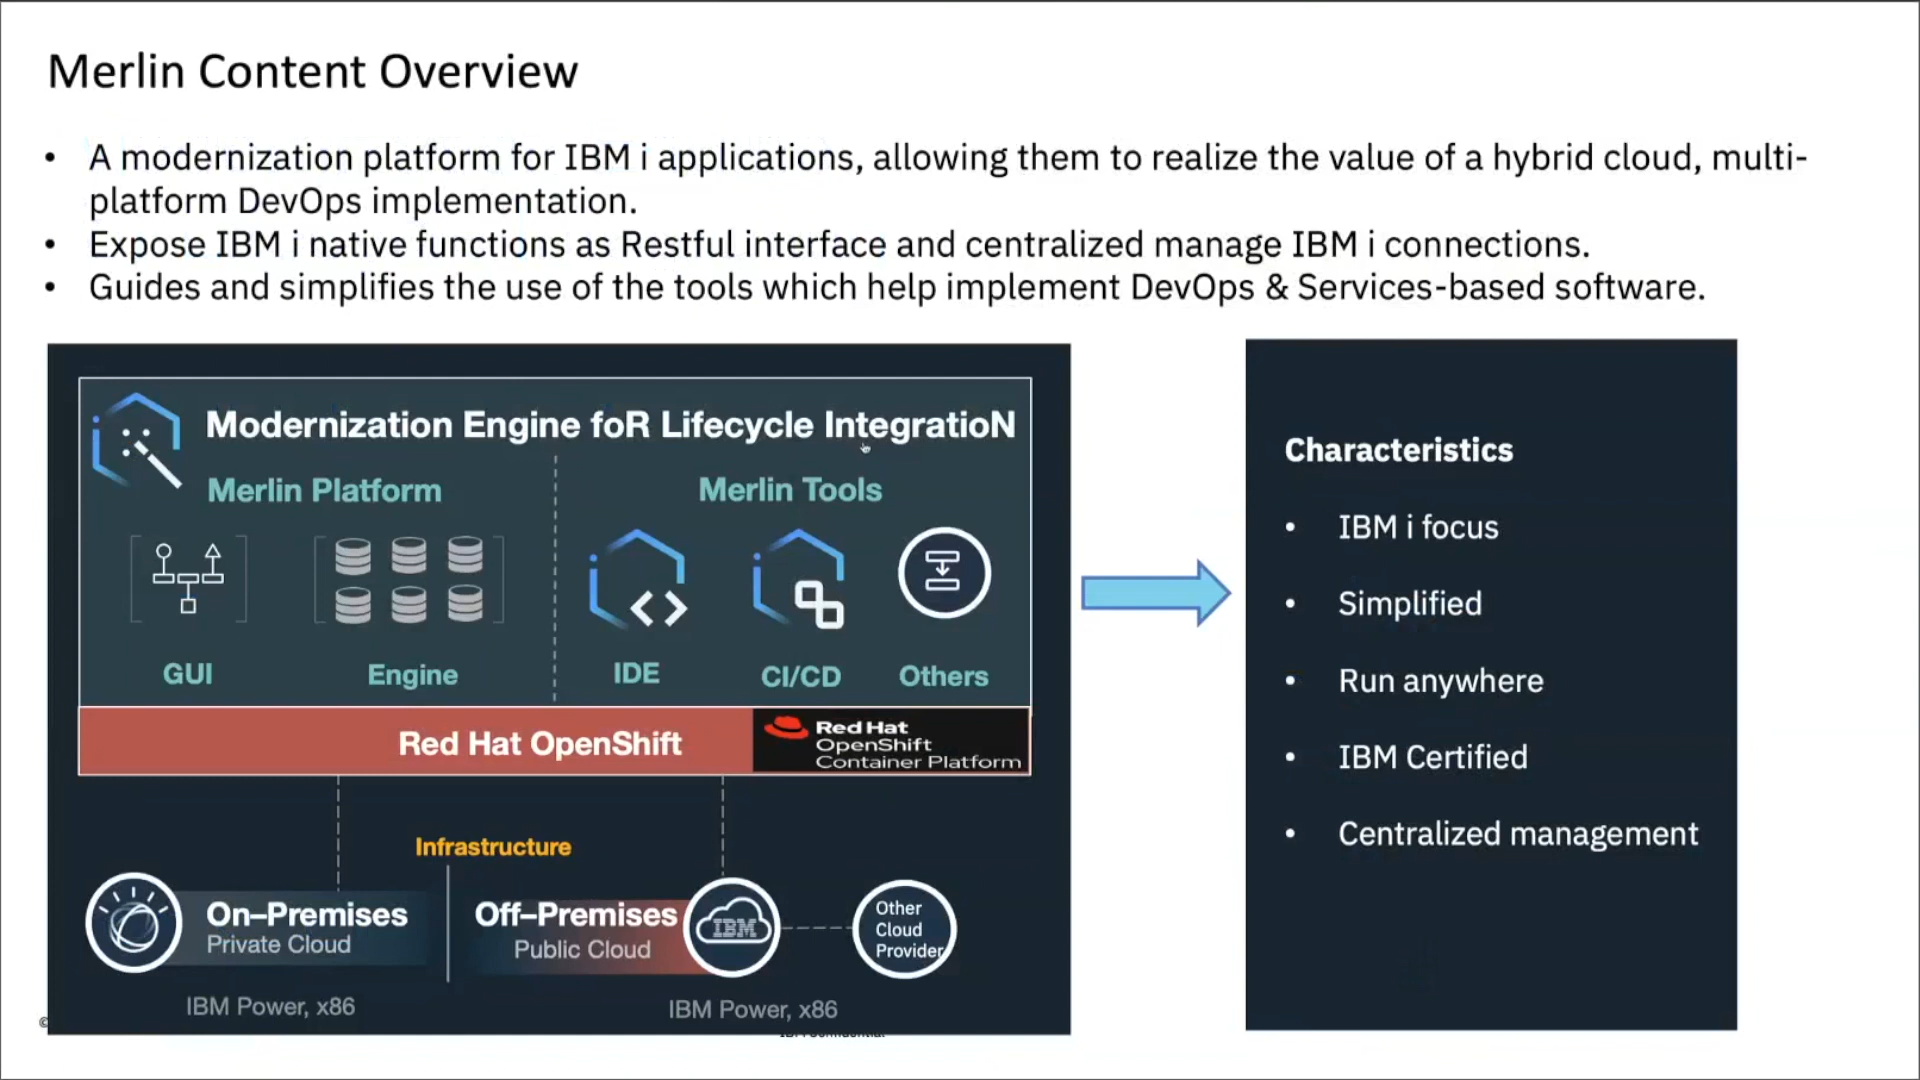 Merlin Content Overview
• A modernization platform for IBM i applications, allowing them to realize the value of a hybrid cloud, multi-
platform DevOps implementation.
• Expose IBM i native functions as Restful interface and centralized manage IBM i connections.
• Guides and simplifies the use of the tools which help implement DevOps & Services-based software.
Modernization Engine foR Lifecycle IntegratioN
Merlin Platform
Merlin Tools
GUI
Engine
IDE
CI/CD
Others
Red Hat OpenShift
Red Hat
OpenShift
Container Platform
Infrastructure
On–Premises
Private Cloud
Off–Premises
Public Cloud
IBM
Other
Cloud
Provider
IBM Power, x86
IBM Power, x86
©
Characteristics
• IBM i focus
• Simplified
• Run anywhere
• IBM Certified
• Centralized management